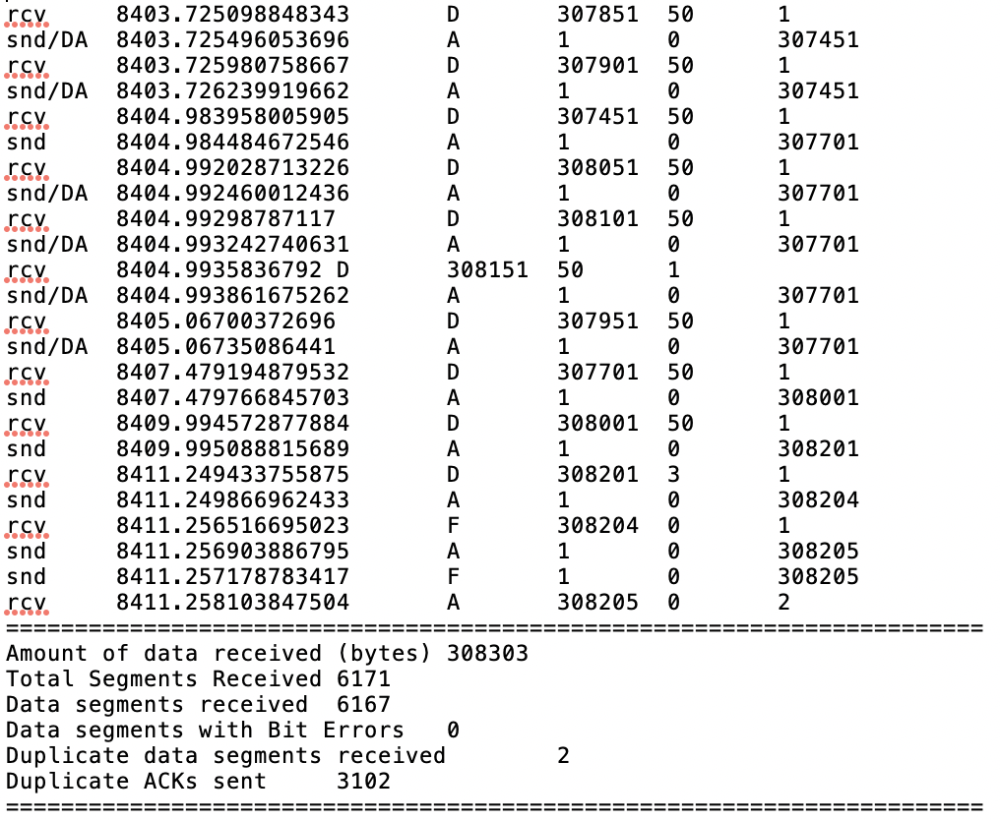 rcv 8403.725098848343 D 307851 50 1
snd/DA 8403.725496053696 A 1 0 307451
rcv 8403.725980758667 D 307901 50 1
snd/DA 8403.726239919662 A 1 0 307451
rcv 8404.983958005905 D 307451 50 1
snd 8404.984484672546 A 1 0 307701
rcv 8404.992028713226 D 308051 50 1
snd/DA 8404.992460012436 A 1 0 307701
rcv 8404.99298787117 D 308101 50 1
snd/DA 8404.993242740631 A 1 0 307701
rcv 8404.9935836792 D 308151 50 1
snd/DA 8404.993861675262 A 1 0 307701
rcv 8405.06700372696 D 307951 50 1
snd/DA 8405.06735086441 A 1 0 307701
rcv 8407.479194879532 D 307701 50 1
snd 8407.479766845703 A 1 0 308001
rcv 8409.994572877884 D 308001 50 1
snd 8409.995088815689 A 1 0 308201
rcv 8411.249433755875 D 308201 3 1
snd 8411.249866962433 A 1 0 308204
rcv 8411.256516695023 F 308204 0 1
snd 8411.256903886795 A 1 0 308205
snd 8411.257178783417 F 1 0 308205
rcv 8411.258103847504 A 308205 0 2
=======================================================================
Amount of data received (bytes) 308303
Total Segments Received 6171
Data segments received 6167
Data segments with Bit Errors 0
Duplicate data segments received 2
Duplicate ACKs sent 3102
=======================================================================